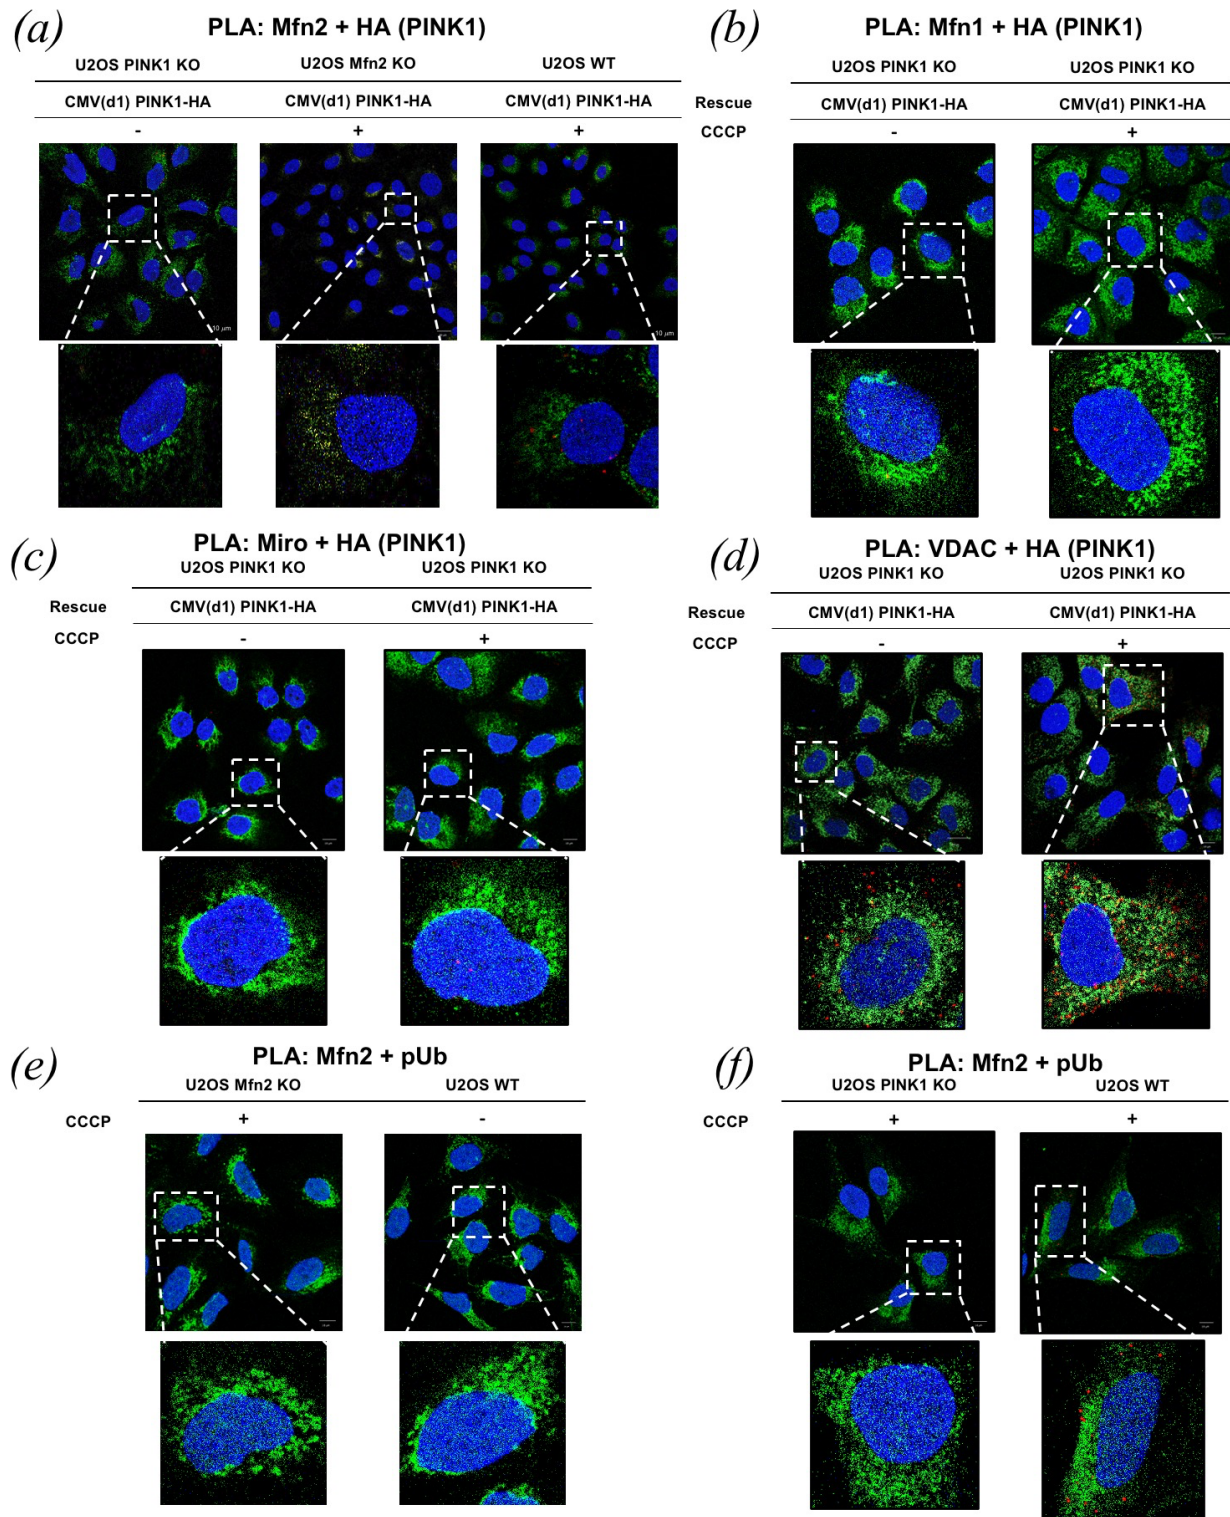 (a)
PLA: Mfn2 + HA (PINK1)
U2OS PINK1 KO U2OS Mfn2 KO U2OS WT
CMV(d1) PINK1-HA CMV(d1) PINK1-HA CMV(d1) PINK1-HA
- + +
10 μm
10 μm
(b)
PLA: Mfn1 + HA (PINK1)
U2OS PINK1 KO U2OS PINK1 KO
Rescue CMV(d1) PINK1-HA CMV(d1) PINK1-HA
CCCP - +
(c)
PLA: Miro + HA (PINK1)
U2OS PINK1 KO U2OS PINK1 KO
Rescue CMV(d1) PINK1-HA CMV(d1) PINK1-HA
CCCP - +
(d)
PLA: VDAC + HA (PINK1)
U2OS PINK1 KO U2OS PINK1 KO
Rescue CMV(d1) PINK1-HA CMV(d1) PINK1-HA
CCCP - +
(e)
PLA: Mfn2 + pUb
U2OS Mfn2 KO U2OS WT
CCCP + -
(f)
PLA: Mfn2 + pUb
U2OS PINK1 KO U2OS WT
CCCP + +